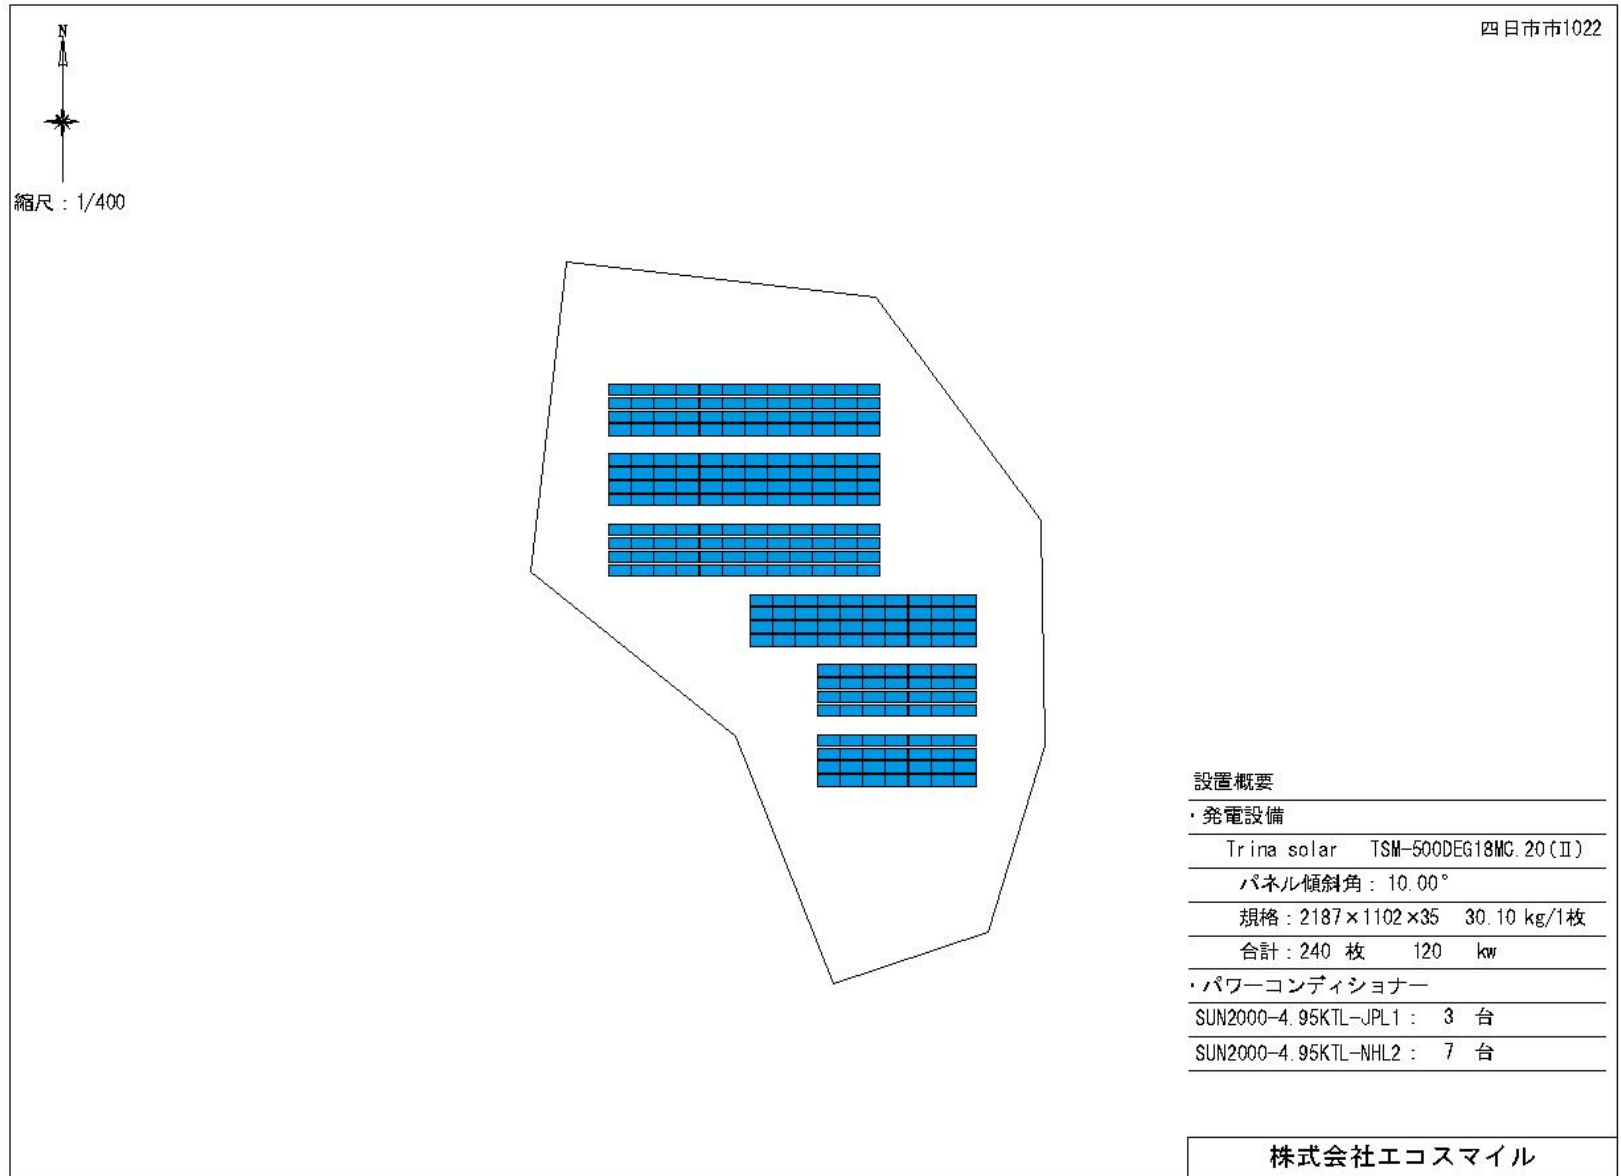 四日市市1022
N
縮尺：1/400
設置概要
・発電設備
Trina solar TSM-500DEG18MC.20(Ⅱ)
パネル傾斜角：10.00°
規格：2187×1102×35 30.10 kg/1枚
合計：240 枚 120 kw
・パワーコンディショナー
SUN2000-4.95KTL-JPL1： 3 台
SUN2000-4.95KTL-NHL2： 7 台
株式会社エコスマイル